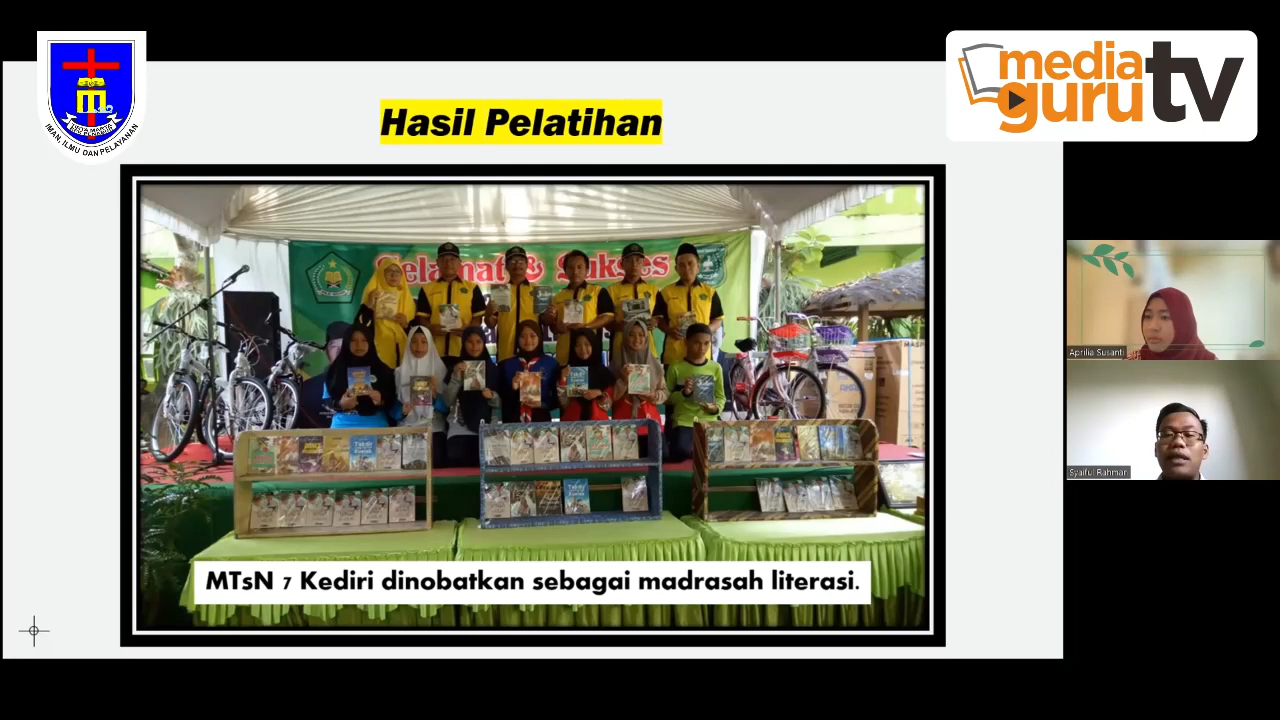 IMAN, ILMU DAN PELAYANAN
media
guru tv
Hasil Pelatihan
Selamat & Sukses
MTsN 7 Kediri dinobatkan sebagai madrasah literasi.
Aprilia Susanti
Syaiful Rahman